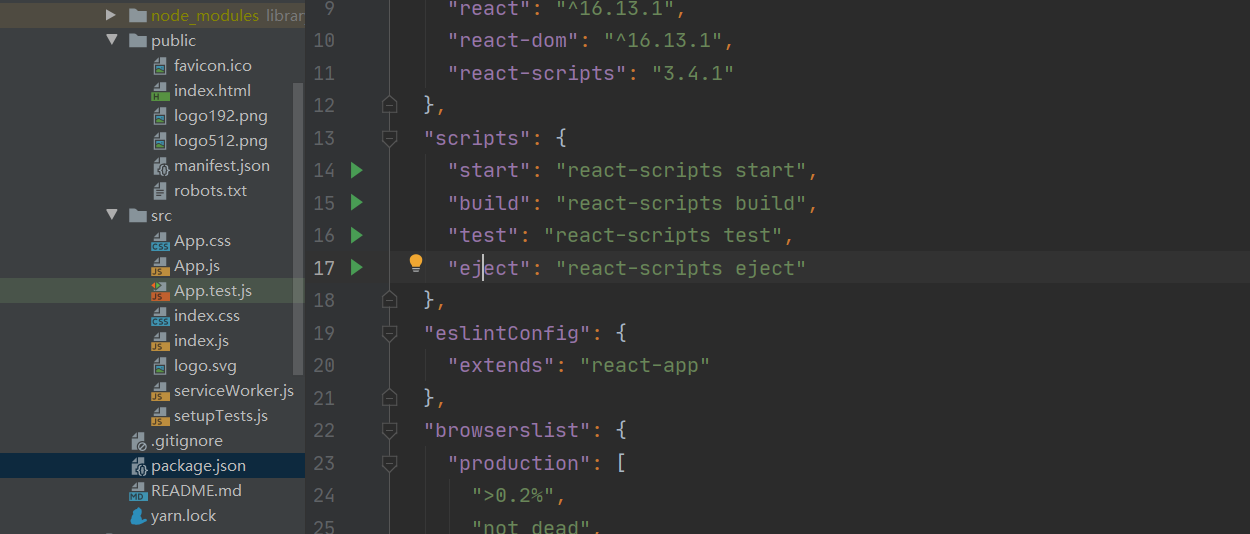 node_modules librar
public
favicon.ico
index.html
logo192.png
logo512.png
manifest.json
robots.txt
src
App.css
App.js
App.test.js
index.css
index.js
logo.svg
serviceWorker.js
setupTests.js
.gitignore
package.json
README.md
yarn.lock
9 "react": "^16.13.1",
10 "react-dom": "^16.13.1",
11 "react-scripts": "3.4.1"
12 },
13 "scripts": {
14 "start": "react-scripts start",
15 "build": "react-scripts build",
16 "test": "react-scripts test",
17 "eject": "react-scripts eject"
18 },
19 "eslintConfig": {
20 "extends": "react-app"
21 },
22 "browserslist": {
23 "production": [
24 ">0.2%",
25 "not dead",